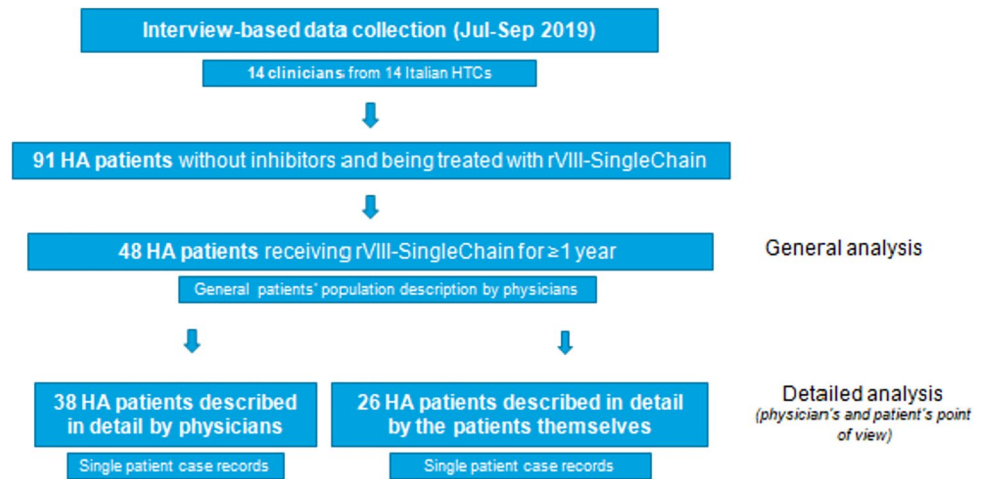 Interview-based data collection (Jul-Sep 2019)
14 clinicians from 14 Italian HTCs
91 HA patients without inhibitors and being treated with rVIII-SingleChain
48 HA patients receiving rVIII-SingleChain for ≥1 year
General analysis
General patients' population description by physicians
38 HA patients described
in detail by physicians
Single patient case records
26 HA patients described in detail
by the patients themselves
Single patient case records
Detailed analysis
(physician's and patient's point
of view)